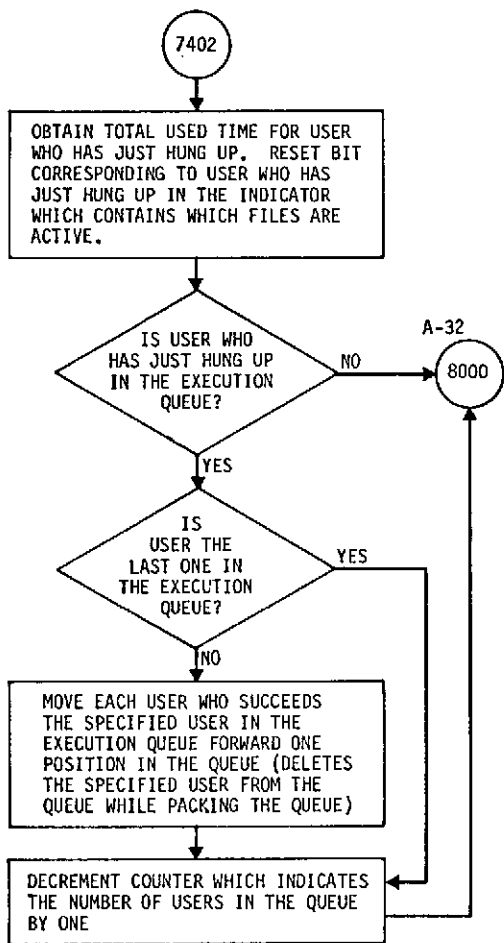 7402
OBTAIN TOTAL USED TIME FOR USER
WHO HAS JUST HUNG UP. RESET BIT
CORRESPONDING TO USER WHO HAS
JUST HUNG UP IN THE INDICATOR
WHICH CONTAINS WHICH FILES ARE
ACTIVE.
IS USER WHO
HAS JUST HUNG UP
IN THE EXECUTION
QUEUE?
NO
A-32
8000
YES
IS
USER THE
LAST ONE IN
THE EXECUTION
QUEUE?
YES
NO
MOVE EACH USER WHO SUCCEEDS
THE SPECIFIED USER IN THE
EXECUTION QUEUE FORWARD ONE
POSITION IN THE QUEUE (DELETES
THE SPECIFIED USER FROM THE
QUEUE WHILE PACKING THE QUEUE)
DECREMENT COUNTER WHICH INDICATES
THE NUMBER OF USERS IN THE QUEUE
BY ONE